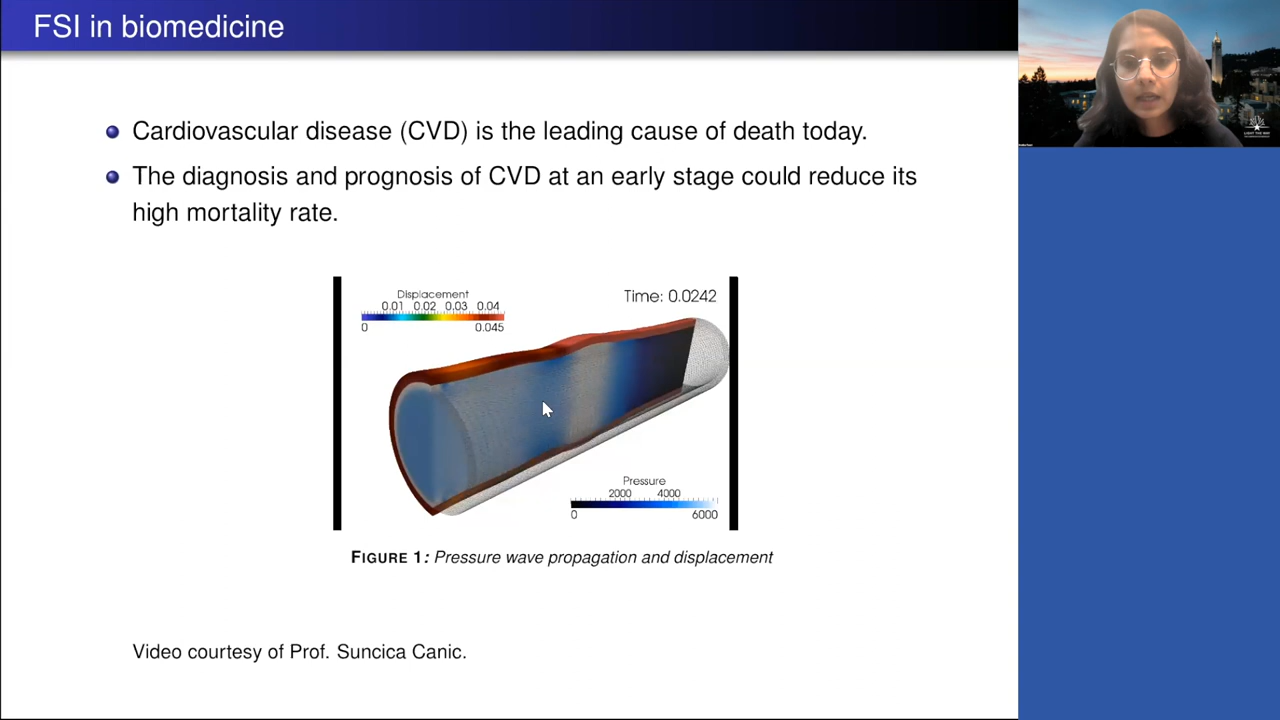 FSI in biomedicine
Cardiovascular disease (CVD) is the leading cause of death today.
The diagnosis and prognosis of CVD at an early stage could reduce its
high mortality rate.
Displacement
0.01 0.02 0.03 0.04
0 0.045
Time: 0.0242
Pressure
2000 4000
0 6000
FIGURE 1: Pressure wave propagation and displacement
Video courtesy of Prof. Suncica Canic.
LIGHT THE WAY